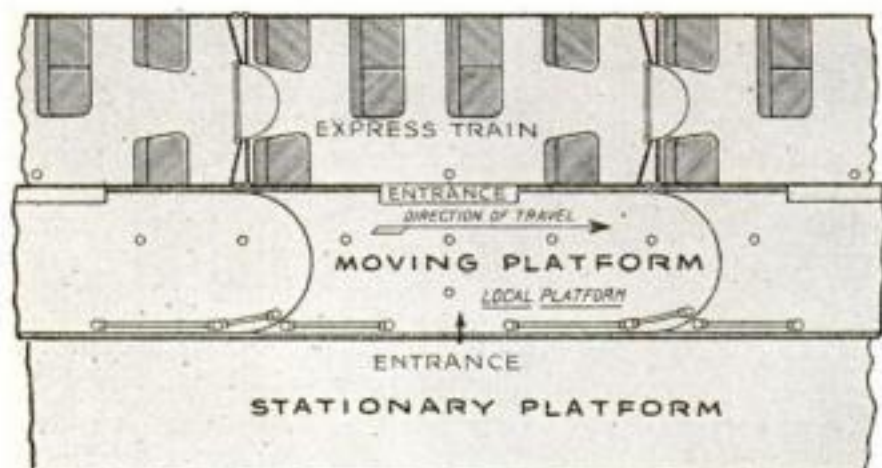 EXPRESS TRAIN
ENTRANCE
DIRECTION OF TRAVEL
MOVING PLATFORM
LOCAL PLATFORM
ENTRANCE
STATIONARY PLATFORM